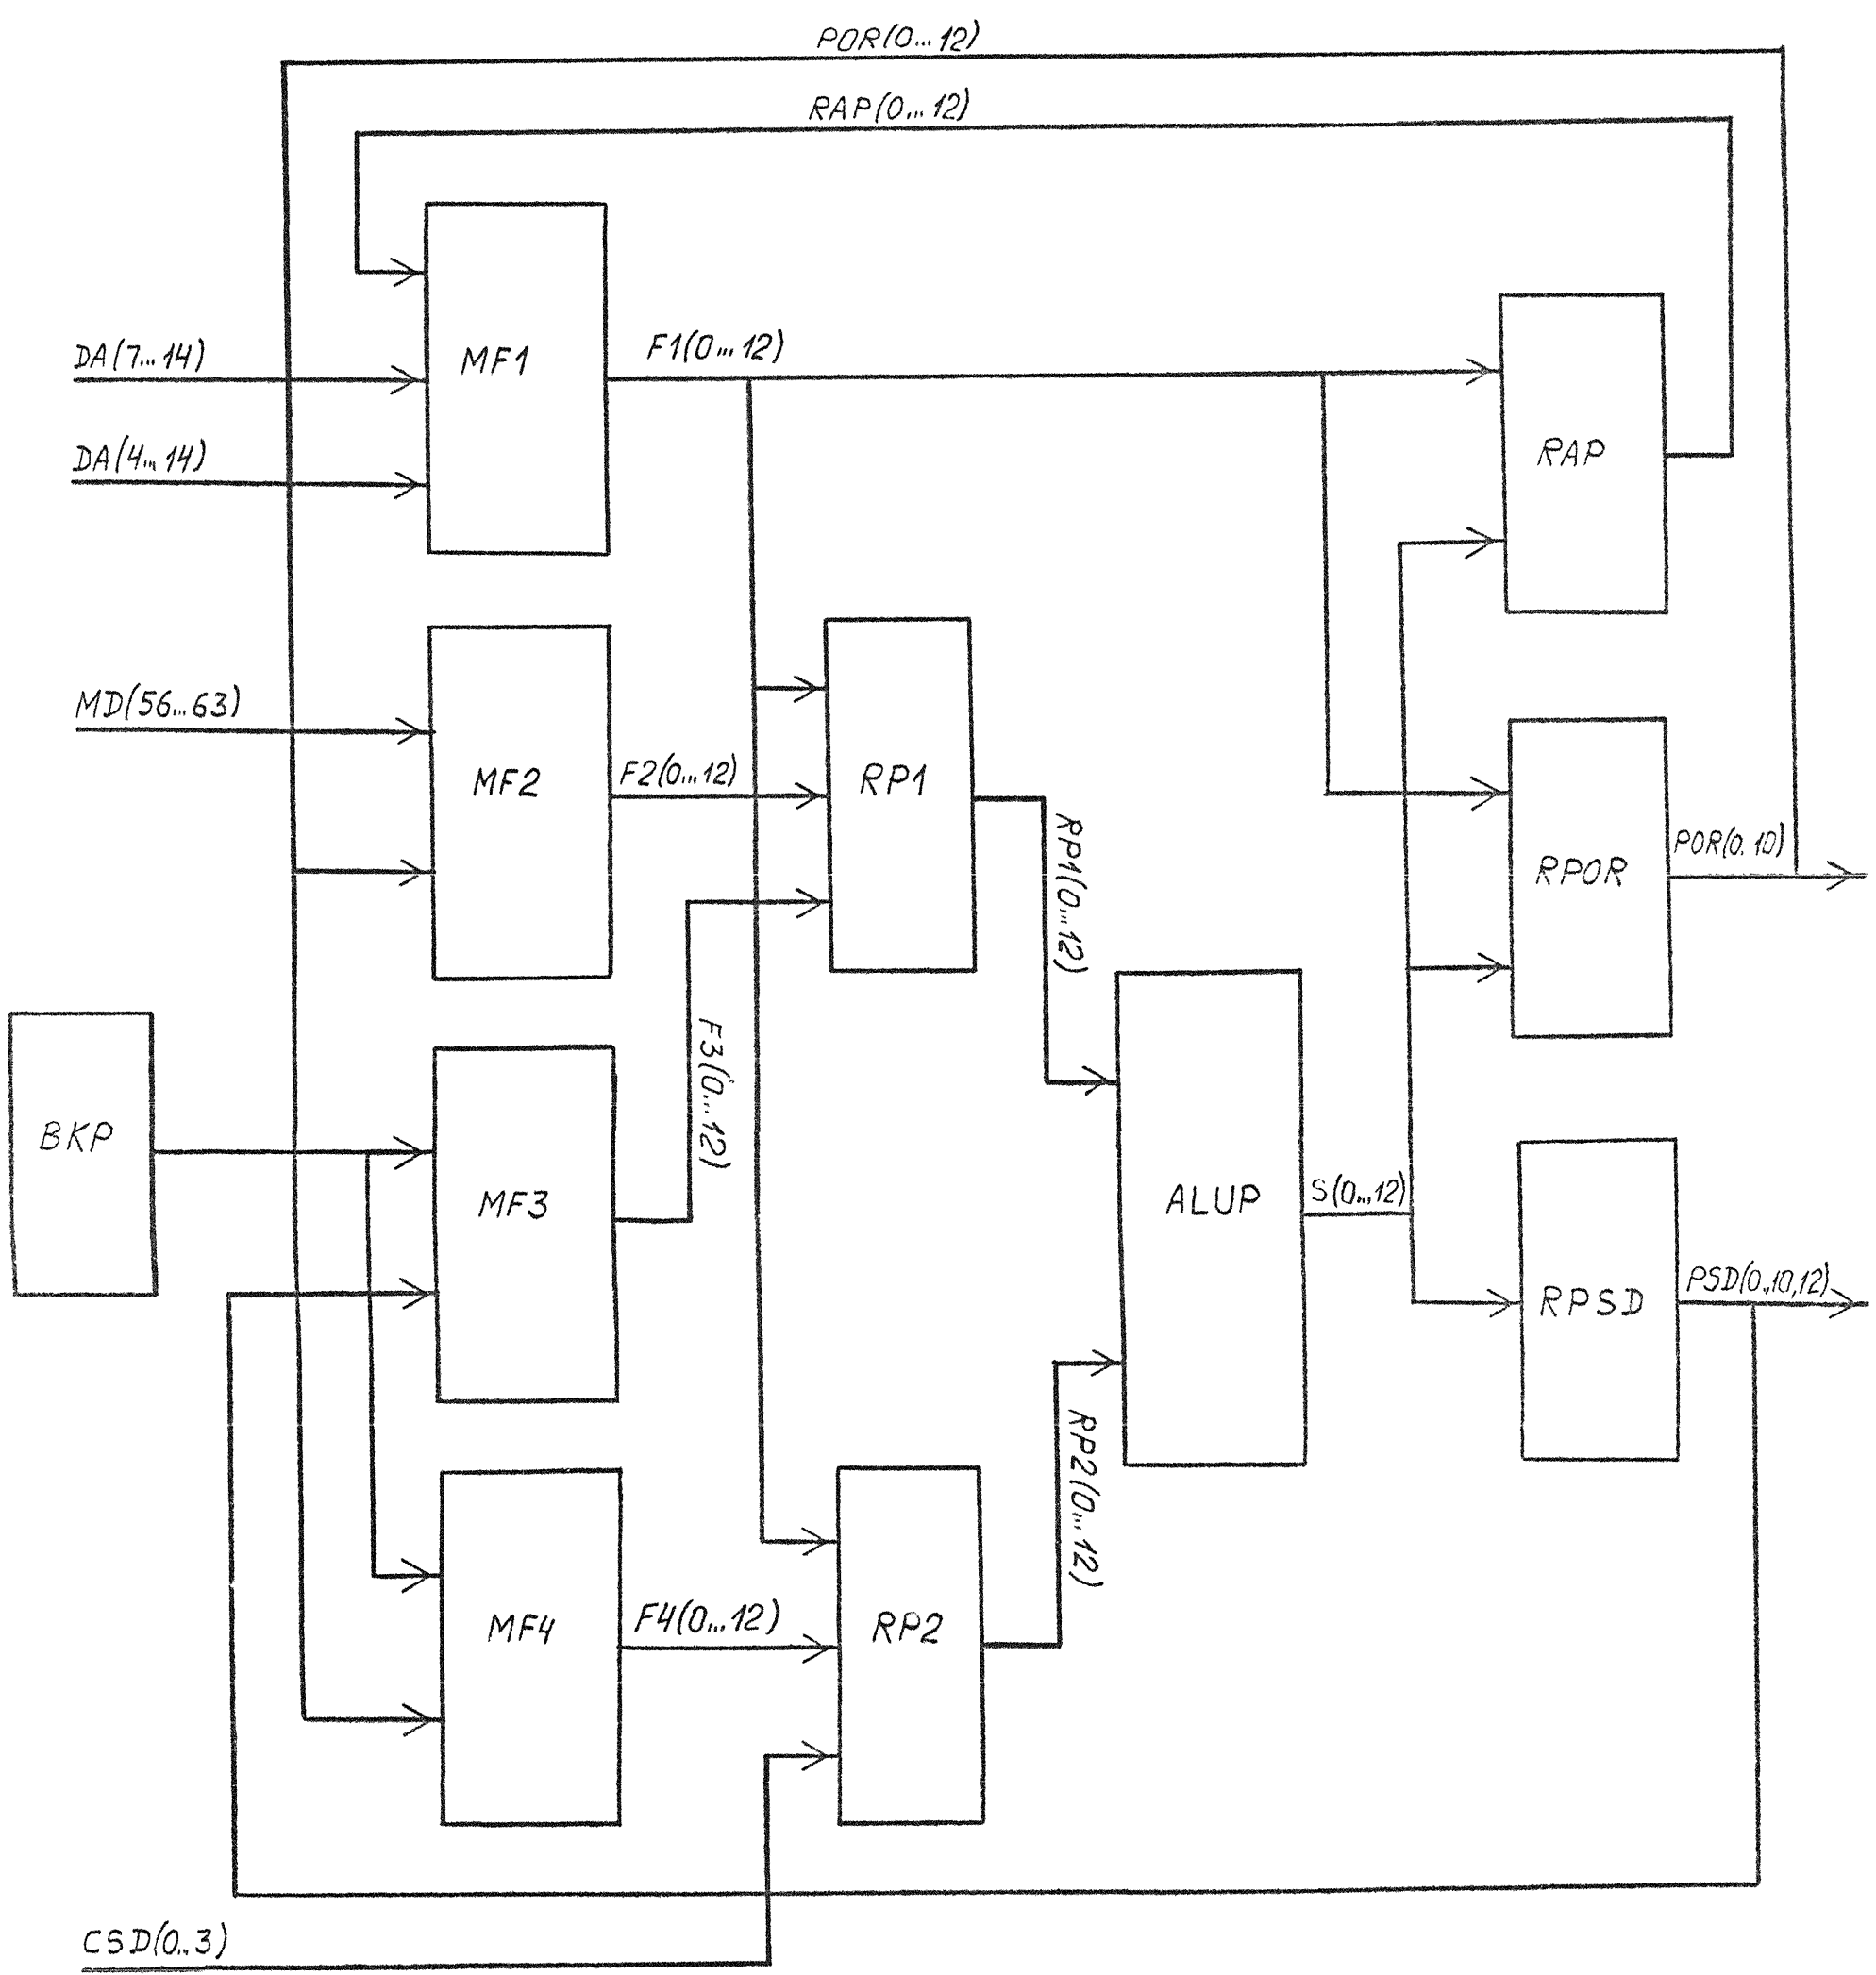 POR(0...12)
RAP(0...12)
DA(7...14)
MF1
F1(0...12)
DA(4...14)
RAP
MD(56...63)
MF2
F2(0...12)
RP1
RP1(0...12)
POR(0.10)
RPOR
F3(0...12)
BKP
MF3
ALUP
S(0...12)
RPSD
PSD(0.,10,12)
RP2(0...12)
MF4
F4(0...12)
RP2
CSD(0..3)